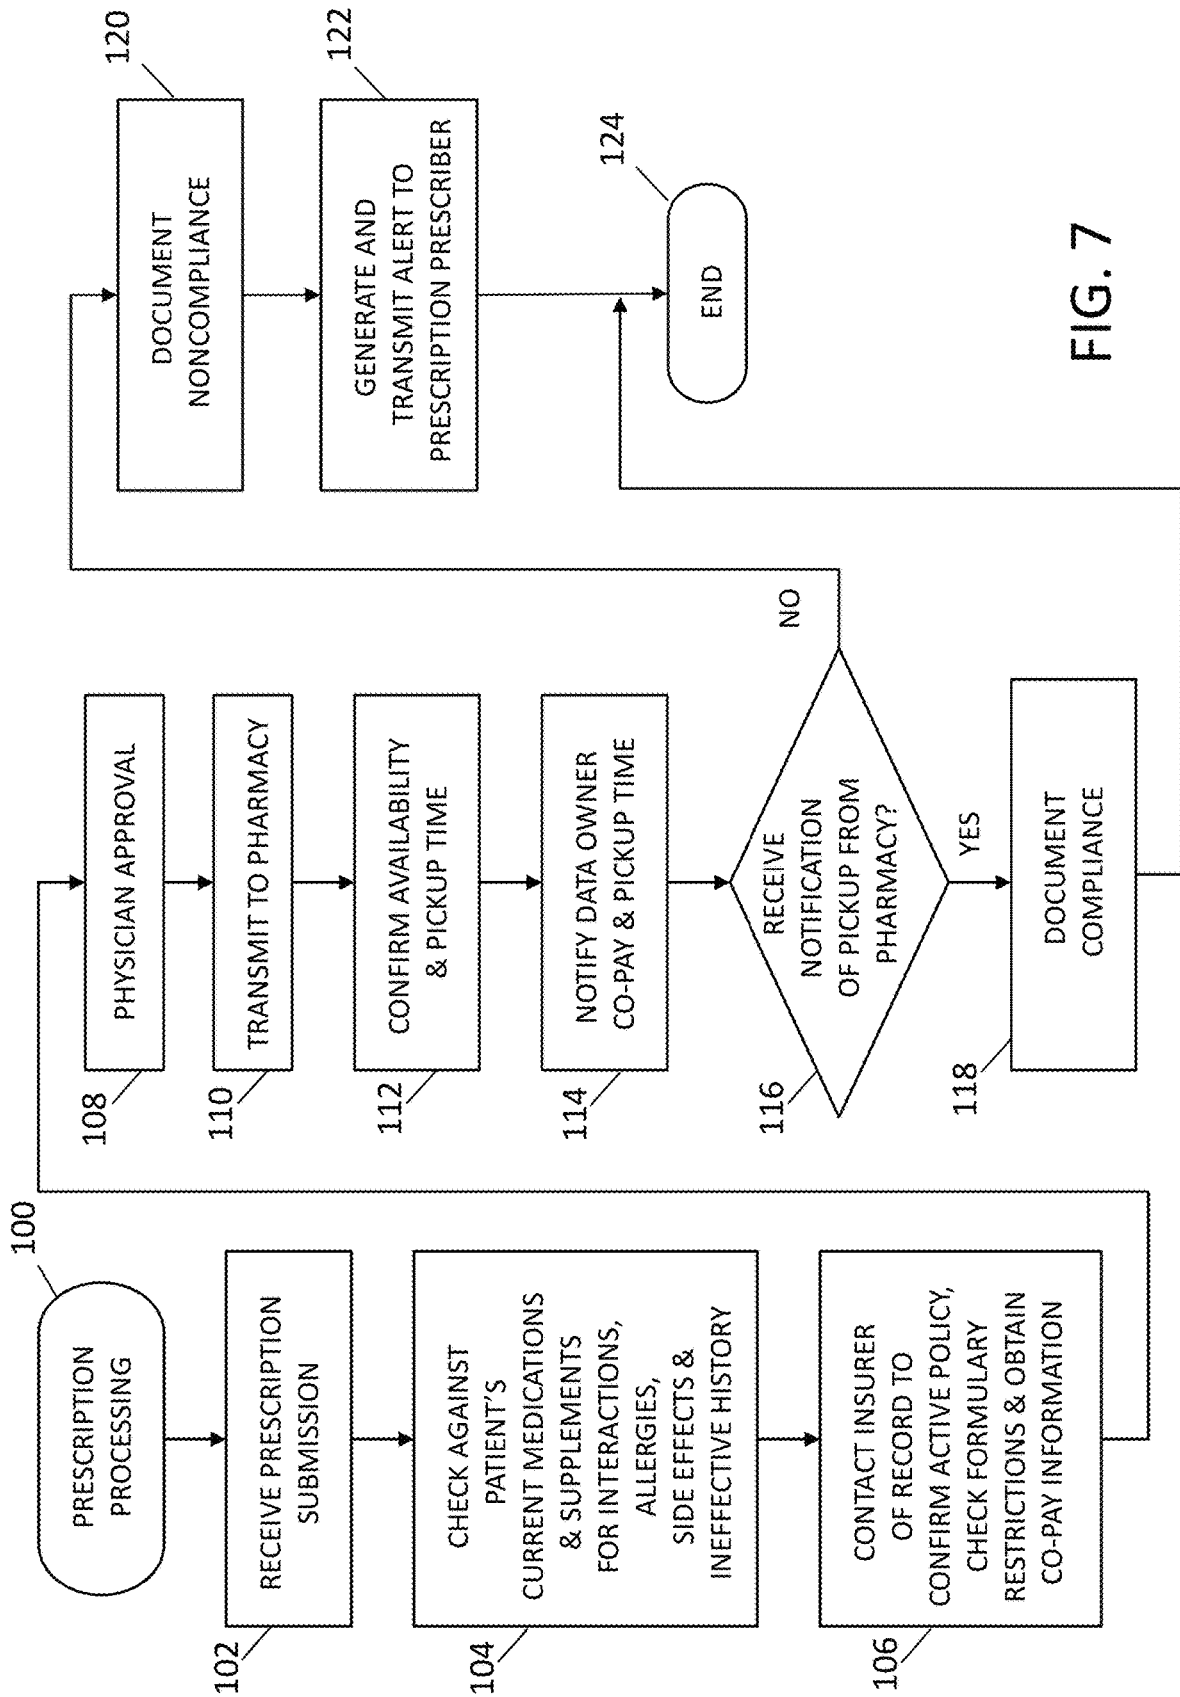 100
PRESCRIPTION
PROCESSING
102
RECEIVE PRESCRIPTION
SUBMISSION
104
CHECK AGAINST
PATIENT'S
CURRENT MEDICATIONS
& SUPPLEMENTS
FOR INTERACTIONS,
ALLERGIES,
SIDE EFFECTS &
INEFFECTIVE HISTORY
106
CONTACT INSURER
OF RECORD TO
CONFIRM ACTIVE POLICY,
CHECK FORMULARY
RESTRICTIONS & OBTAIN
CO-PAY INFORMATION
108
PHYSICIAN APPROVAL
110
TRANSMIT TO PHARMACY
112
CONFIRM AVAILABILITY
& PICKUP TIME
114
NOTIFY DATA OWNER
CO-PAY & PICKUP TIME
116
RECEIVE
NOTIFICATION
OF PICKUP FROM
PHARMACY?
NO
YES
118
DOCUMENT
COMPLIANCE
120
DOCUMENT
NONCOMPLIANCE
122
GENERATE AND
TRANSMIT ALERT TO
PRESCRIPTION PRESCRIBER
124
END
FIG. 7